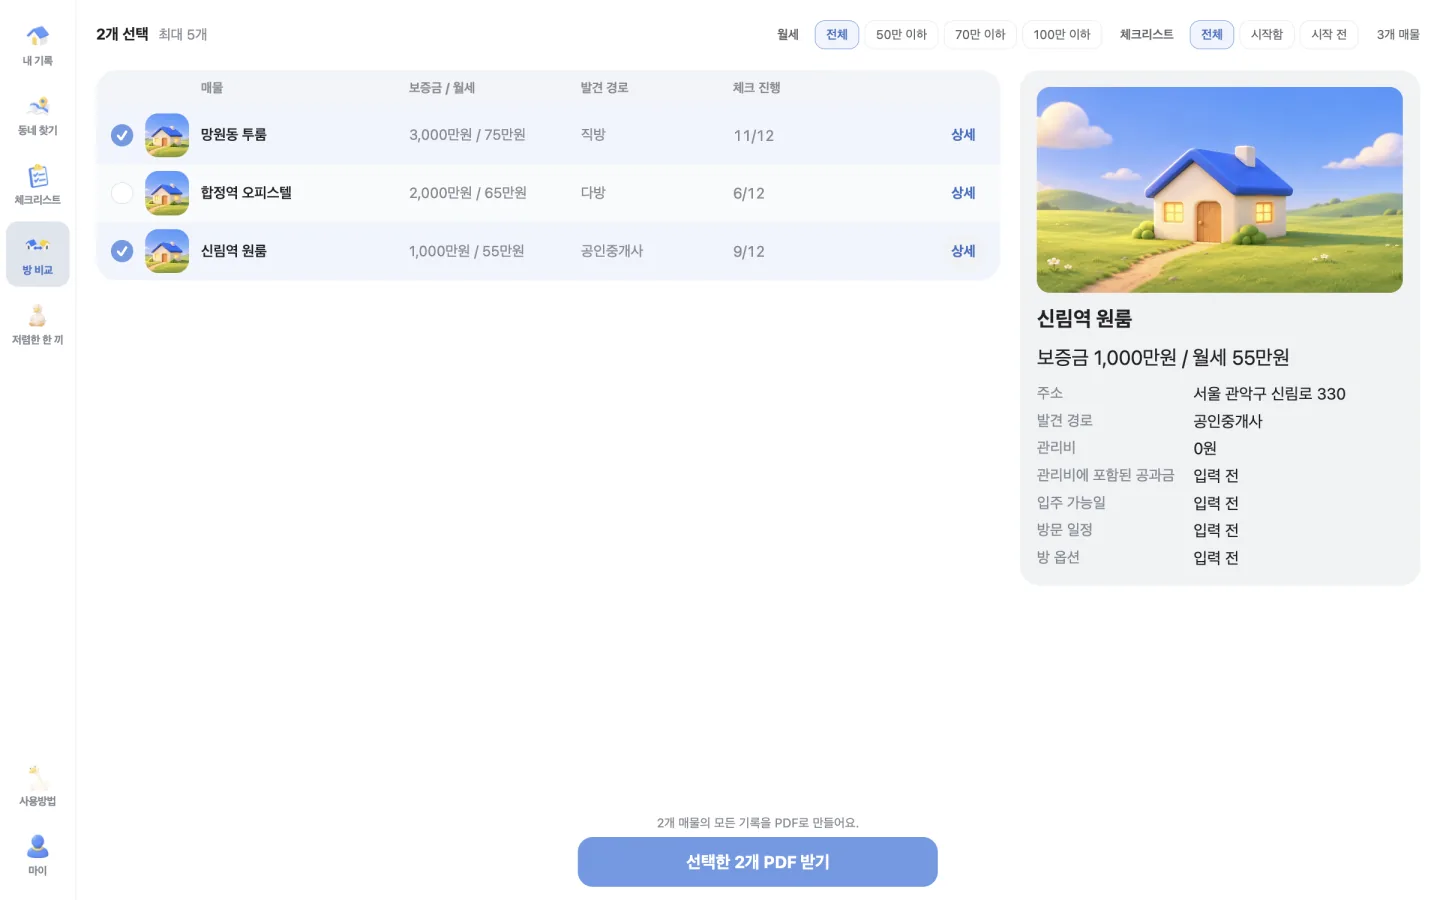 내 기록
동네 찾기
체크리스트
방 비교
저렴한 한 끼
사용방법
마이
2개 선택 최대 5개
월세 전체 50만 이하 70만 이하 100만 이하 체크리스트 전체 시작함 시작 전 3개 매물
매물 보증금 / 월세 발견 경로 체크 진행
망원동 투룸 3,000만원 / 75만원 직방 11/12 상세
합정역 오피스텔 2,000만원 / 65만원 다방 6/12 상세
신림역 원룸 1,000만원 / 55만원 공인중개사 9/12 상세
신림역 원룸
보증금 1,000만원 / 월세 55만원
주소 서울 관악구 신림로 330
발견 경로 공인중개사
관리비 0원
관리비에 포함된 공과금 입력 전
입주 가능일 입력 전
방문 일정 입력 전
방 옵션 입력 전
2개 매물의 모든 기록을 PDF로 만들어요.
선택한 2개 PDF 받기